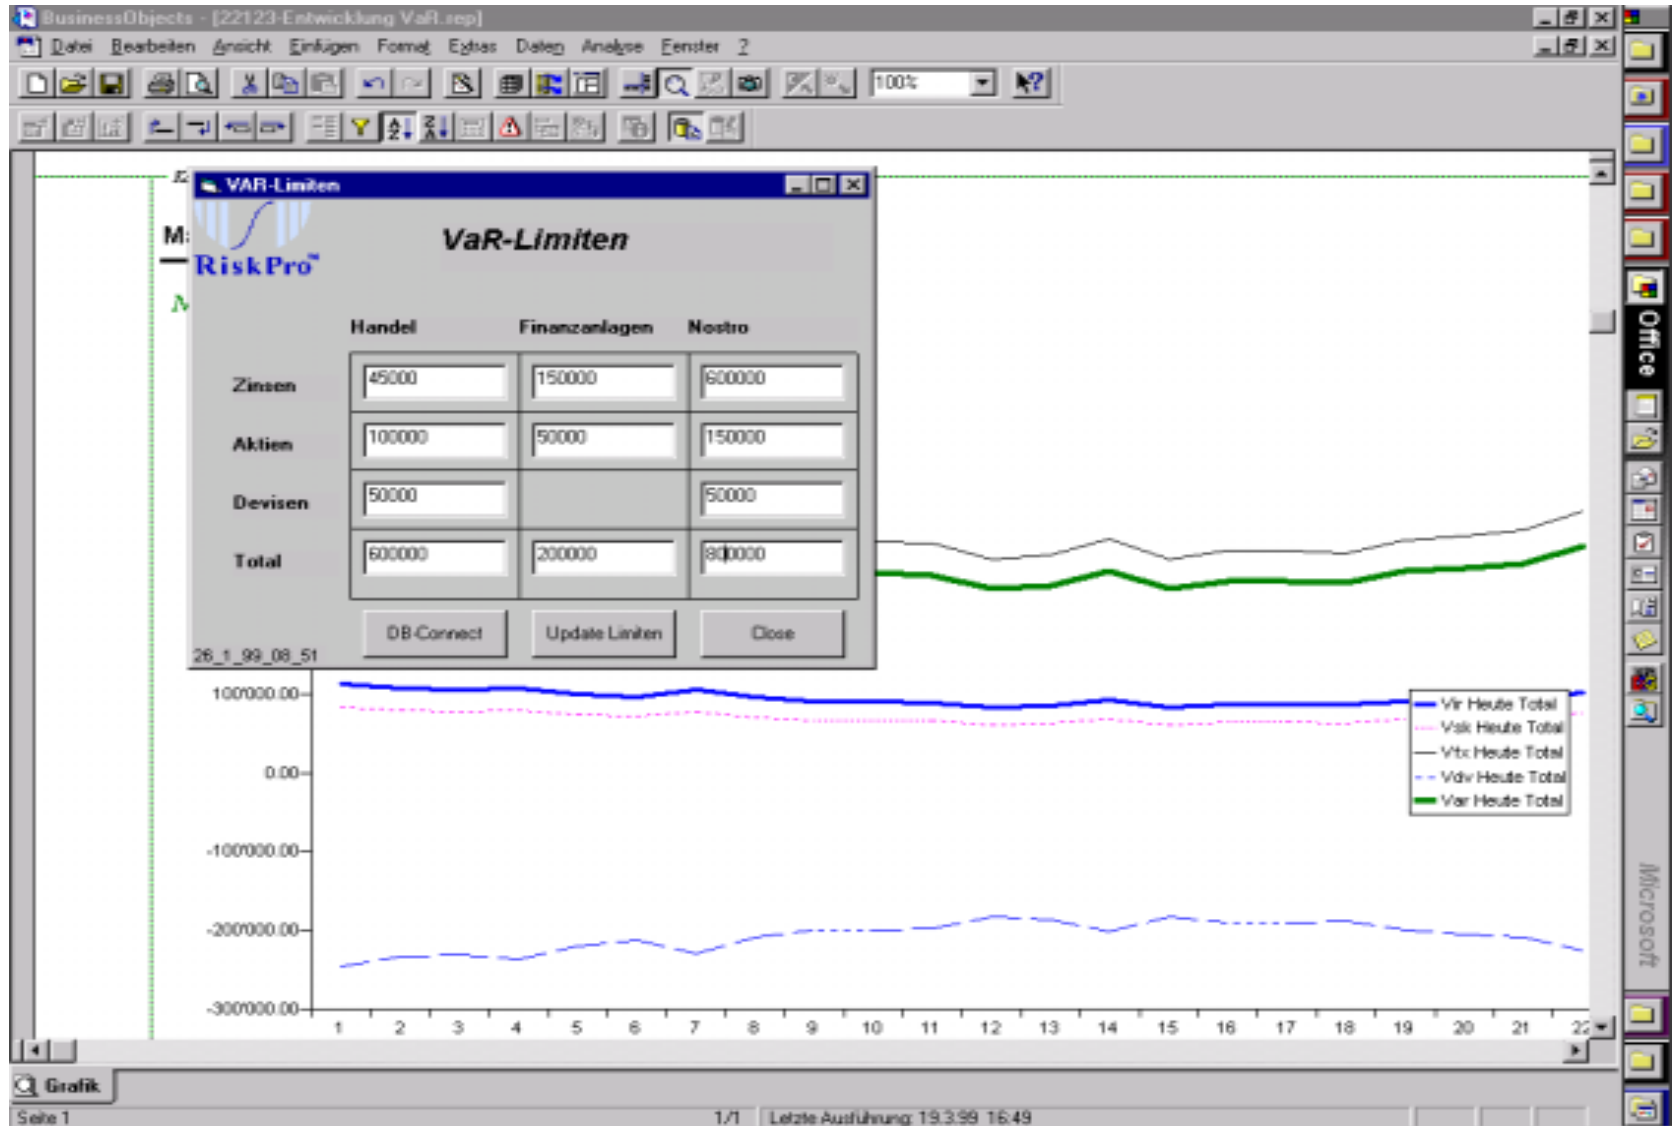 BusinessObjects - [22123-Entwicklung VaR.rep]
Datei Bearbeiten Ansicht Einfügen Format Extras Daten Analyse Fenster ?
100%
VAR-Limiten
RiskPro™
VaR-Limiten
Handel Finanzanlagen Nostro
Zinsen 45000 150000 600000
Aktien 100000 50000 150000
Devisen 50000 50000
Total 600000 200000 800000
DB-Connect Update Limiten Close
26_1_99_08_51
100'000.00
0.00
-100'000.00
-200'000.00
-300'000.00
1 2 3 4 5 6 7 8 9 10 11 12 13 14 15 16 17 18 19 20 21 22
Vir Heute Total
Vsk Heute Total
Vtx Heute Total
Vdv Heute Total
Var Heute Total
Office
Microsoft
Grafik
Seite 1 1/1 Letzte Ausführung: 19.3.99 16:49